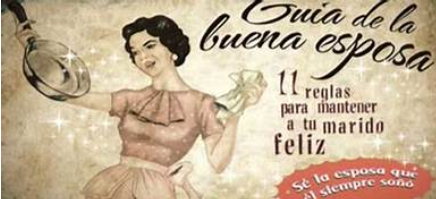 Guía de la
buena esposa
11 reglas
para mantener
a tu marido
feliz
Sé la esposa que
él siempre soñó